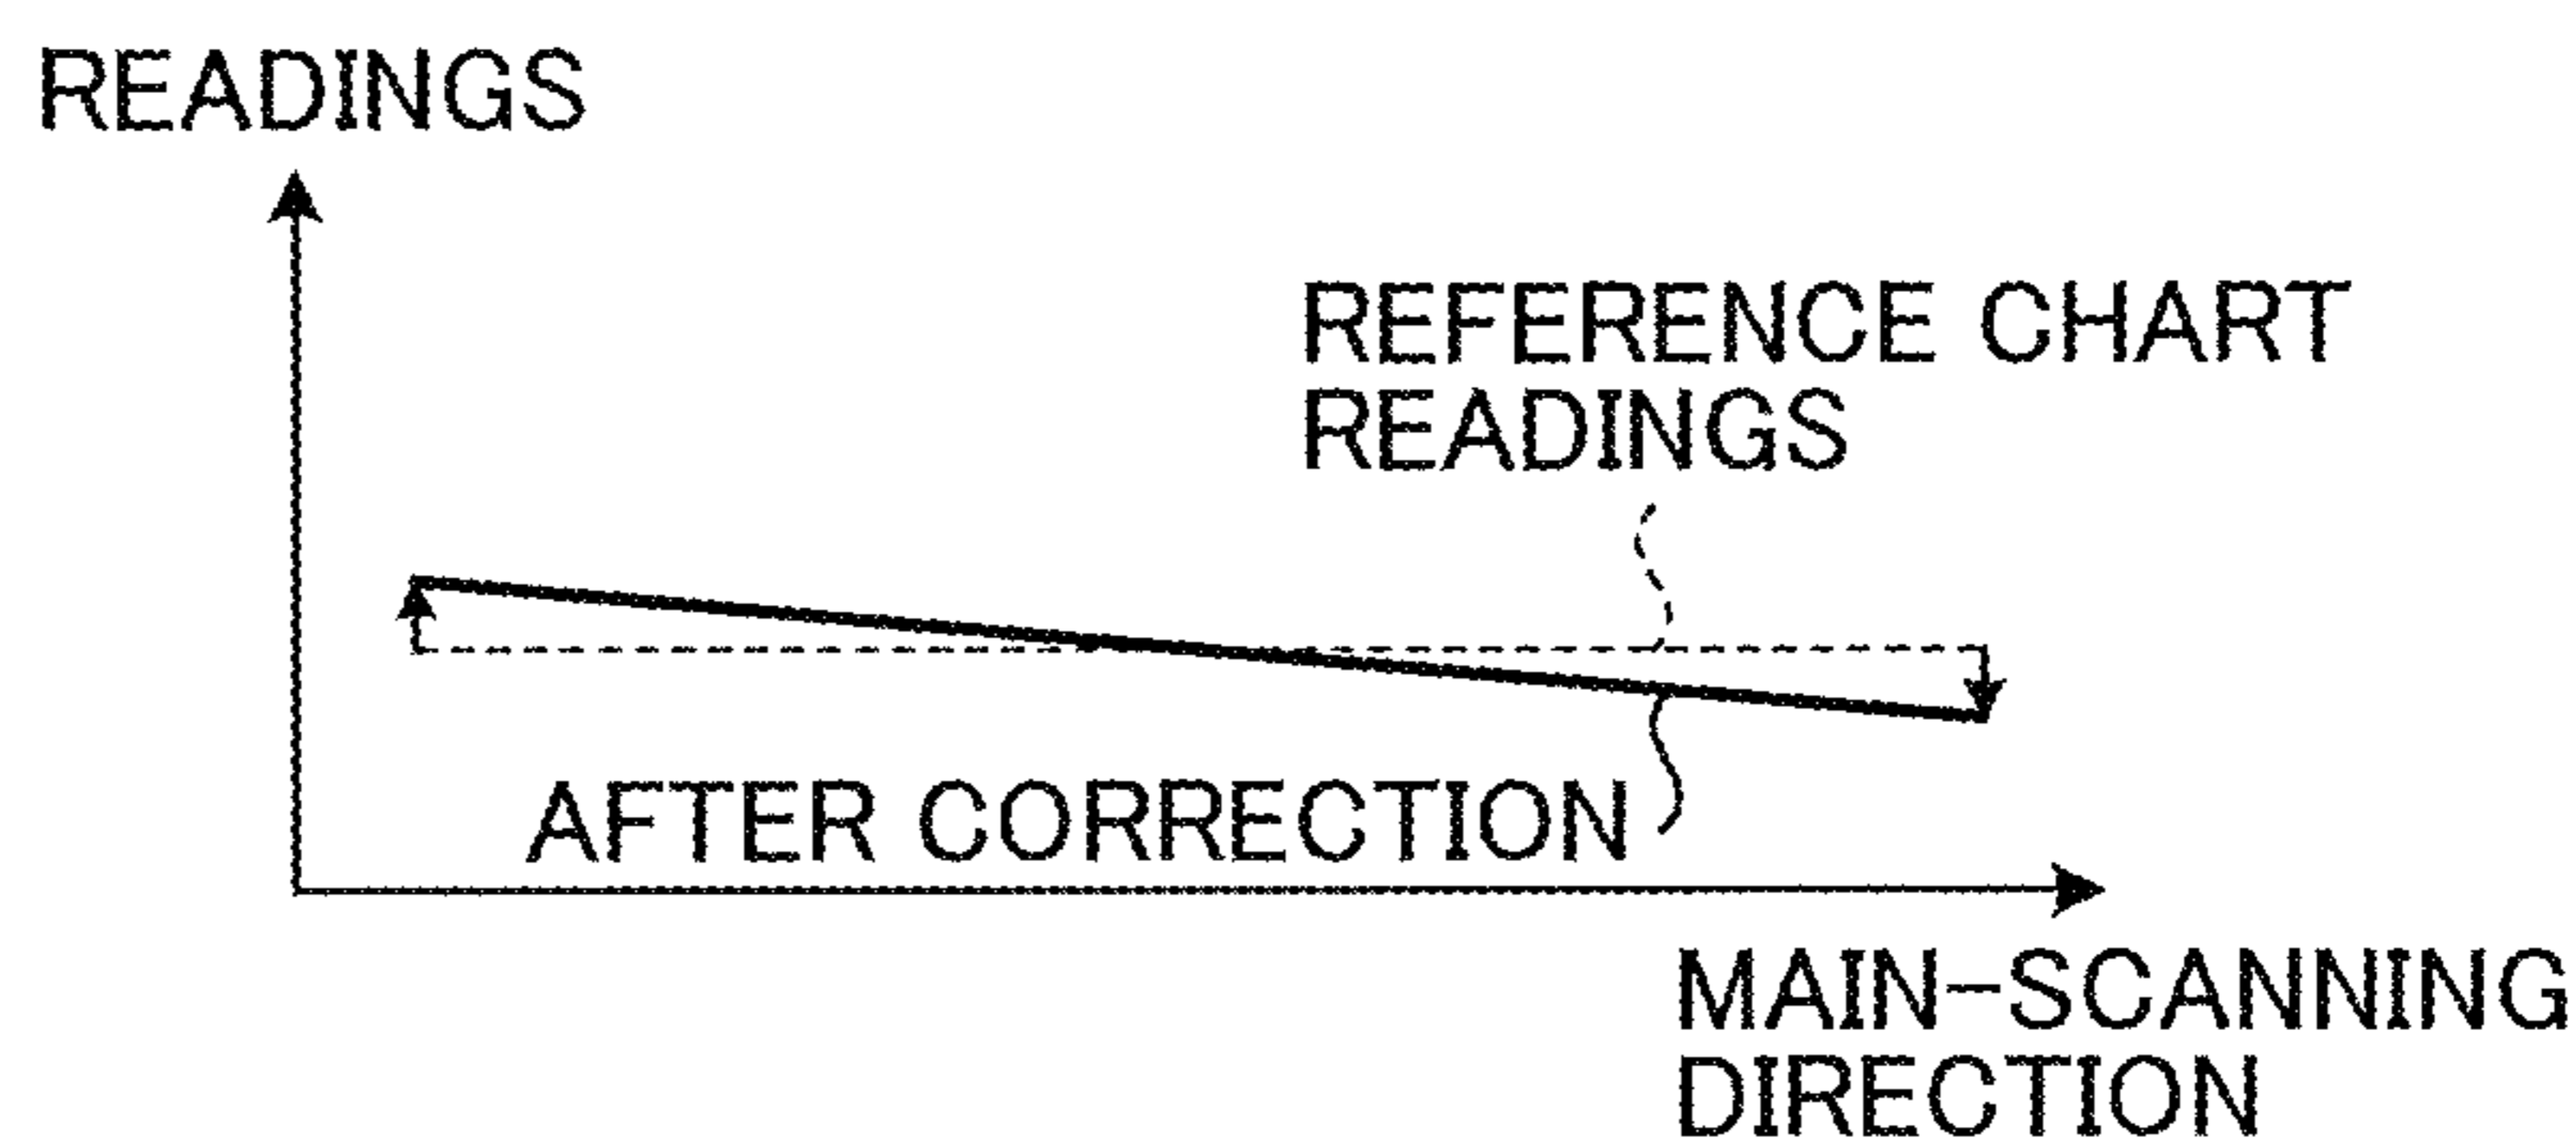 READINGS
REFERENCE CHART
READINGS
AFTER CORRECTION
MAIN-SCANNING
DIRECTION